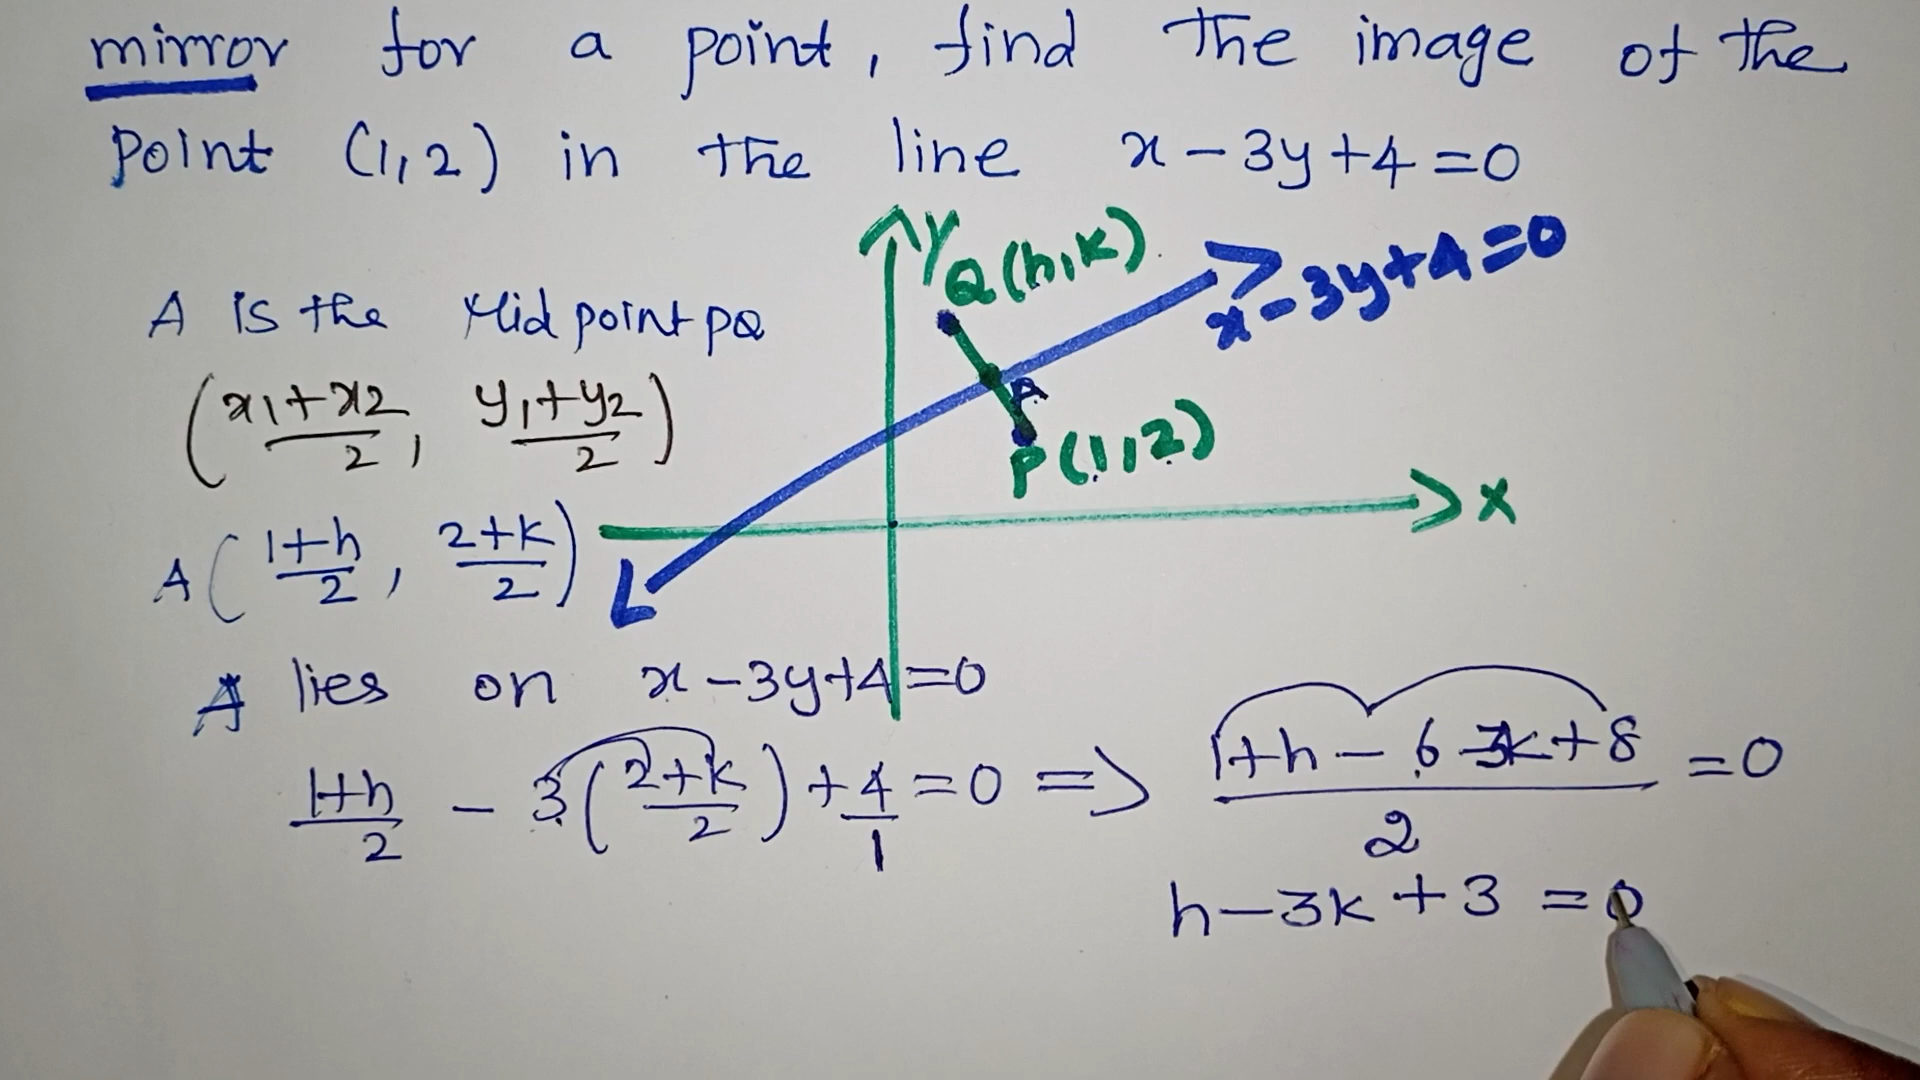 mirror for a point, find the image of the
point (1,2) in the line x - 3y + 4 = 0
Y
Q(h,k)
x - 3y + 4 = 0
A is the Mid point PQ
(x1+x2/2, y1+y2/2)
A
P(1,2)
X
A(1+h/2, 2+k/2)
A lies on x - 3y + 4 = 0
1+h/2 - 3(2+k/2) + 4/1 = 0 => 1+h - 6 - 3k + 8/2 = 0
h - 3k + 3 = 0